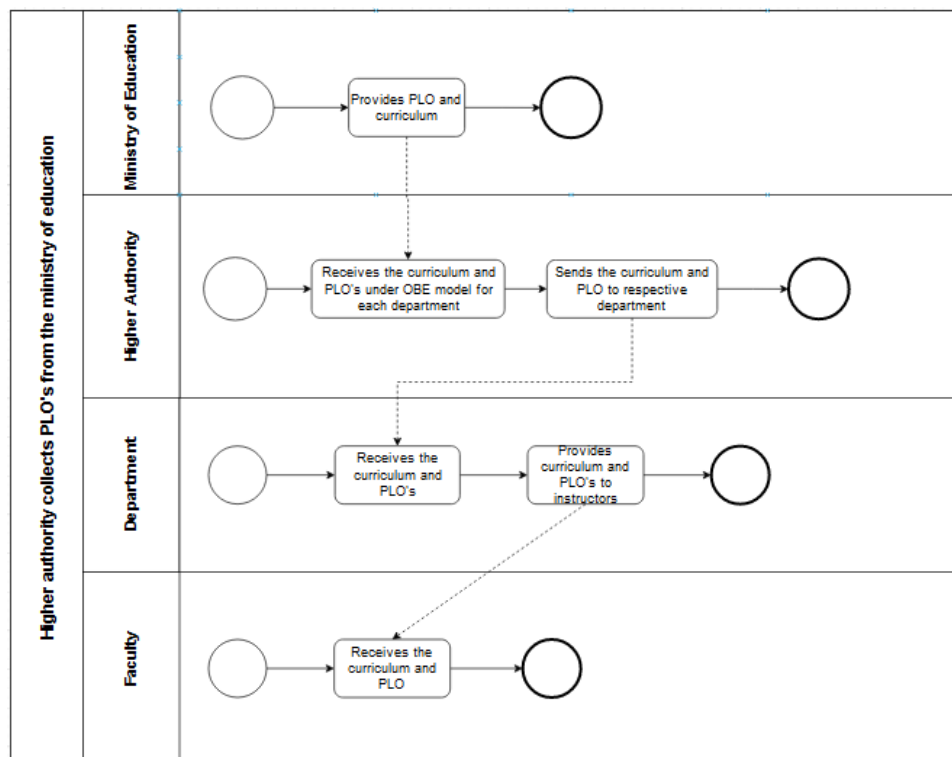 Higher authority collects PLO's from the ministry of education
Ministry of Education
Provides PLO and
curriculum
Higher Authority
Receives the curriculum and
PLO's under OBE model for
each department
Sends the curriculum and
PLO to respective
department
Department
Receives the
curriculum and
PLO's
Provides
curriculum and
PLO's to
instructors
Faculty
Receives the
curriculum and
PLO